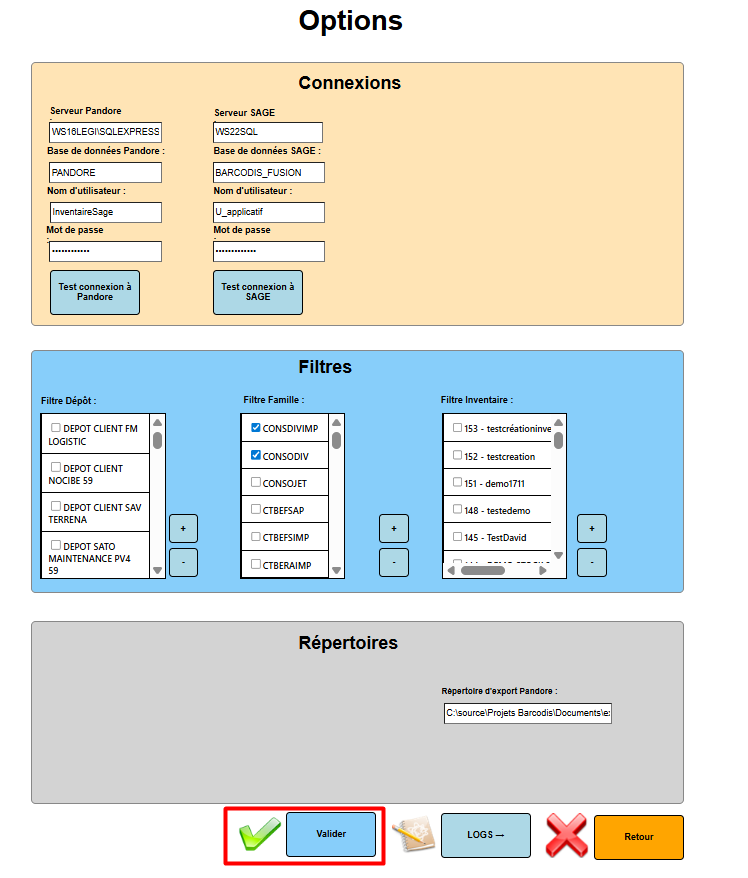 Options
Connexions
Serveur Pandore
:
Serveur SAGE
:
WS16LEGI\SQLEXPRESS
WS22SQL
Base de données Pandore :
Base de données SAGE :
PANDORE
BARCODIS_FUSION
Nom d'utilisateur :
Nom d'utilisateur :
InventaireSage
U_applicatif
Mot de passe
:
Mot de passe
:
••••••••••••
•••••••••••••
Test connexion à
Pandore
Test connexion à
SAGE
Filtres
Filtre Dépôt :
DEPOT CLIENT FM
LOGISTIC
DEPOT CLIENT
NOCIBE 59
DEPOT CLIENT SAV
TERRENA
DEPOT SATO
MAINTENANCE PV4
59
+
-
Filtre Famille :
CONSDIVIMP
CONSODIV
CONSOJET
CTBEFSAP
CTBEFSIMP
CTBERAIMP
+
-
Filtre Inventaire :
153 - testcréationinve
152 - testcreation
151 - demo1711
148 - testedemo
145 - TestDavid
+
-
Répertoires
Répertoire d'export Pandore :
C:\source\Projets Barcodis\Documents\e
Valider
LOGS →
Retour